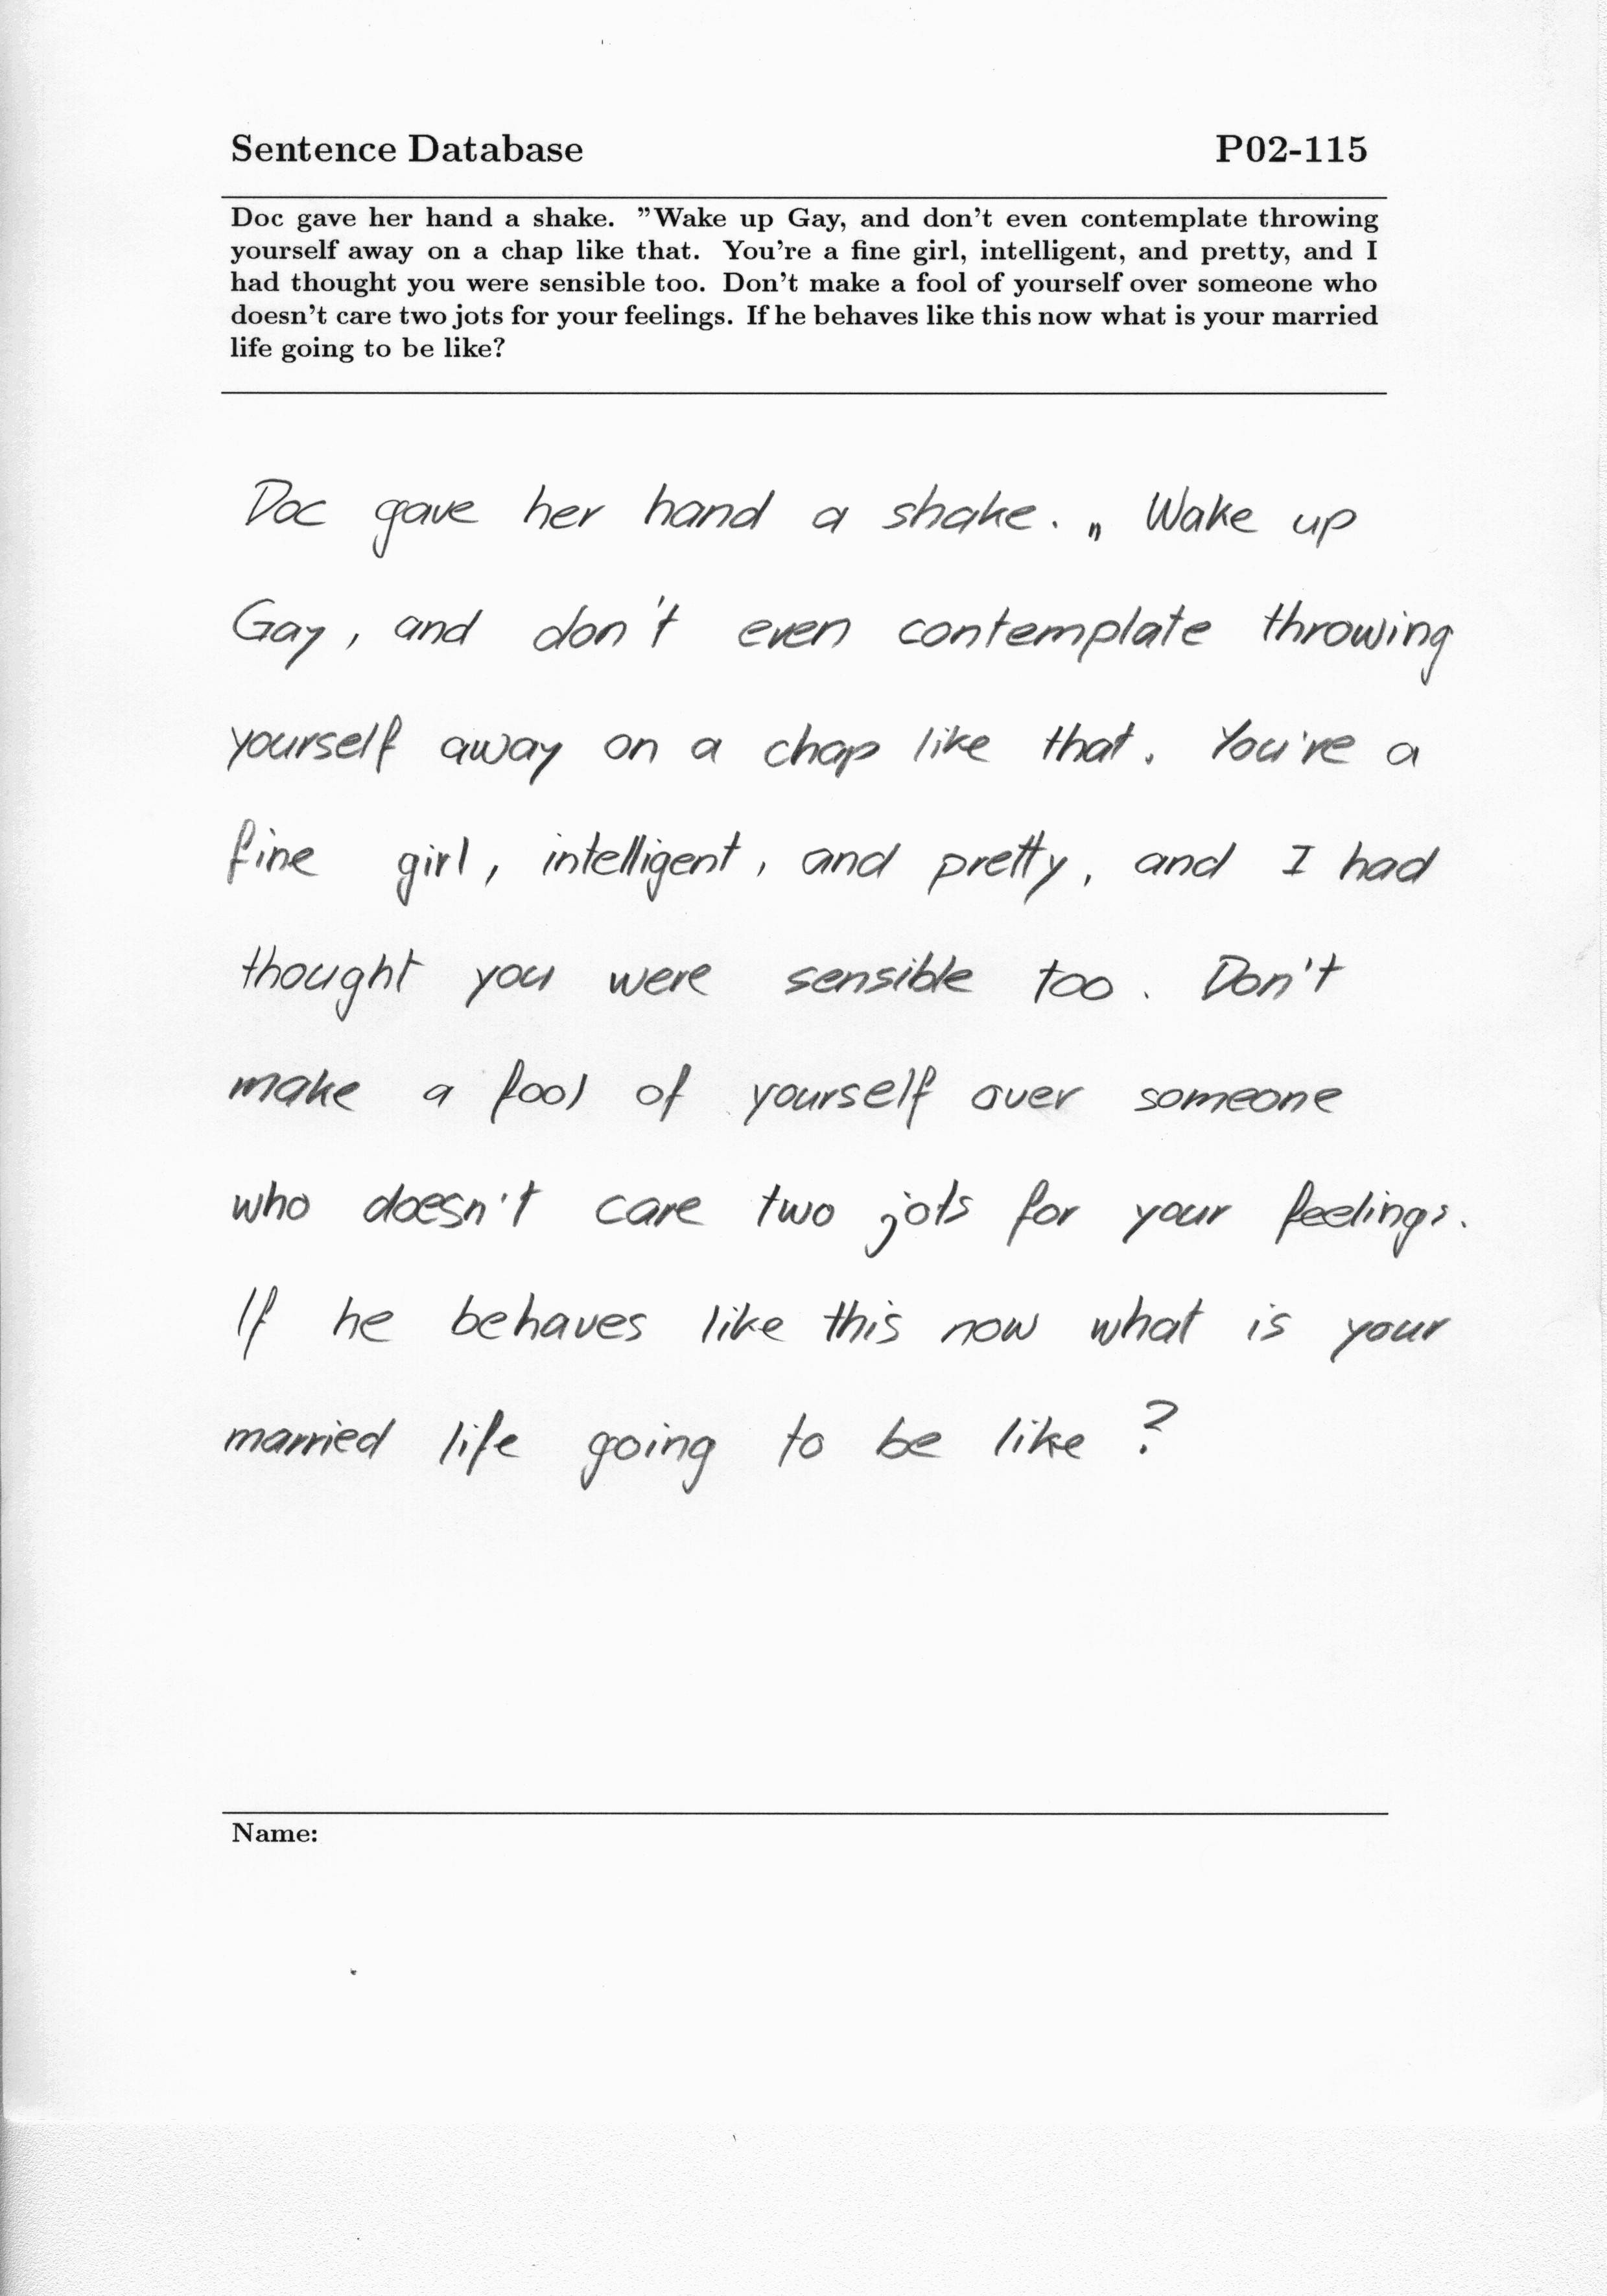 Sentence Database P02-115
Doc gave her hand a shake. ”Wake up Gay, and don’t even contemplate throwing
yourself away on a chap like that. You’re a fine girl, intelligent, and pretty, and I
had thought you were sensible too. Don’t make a fool of yourself over someone who
doesn’t care two jots for your feelings. If he behaves like this now what is your married
life going to be like?
Doc gave her hand a shake. „ Wake up
Gay, and don't even contemplate throwing
yourself away on a chap like that. You're a
fine girl, intelligent, and pretty, and I had
thought you were sensible too. Don't
make a fool of yourself over someone
who doesn't care two jots for your feelings.
If he behaves like this now what is your
married life going to be like ?
Name: